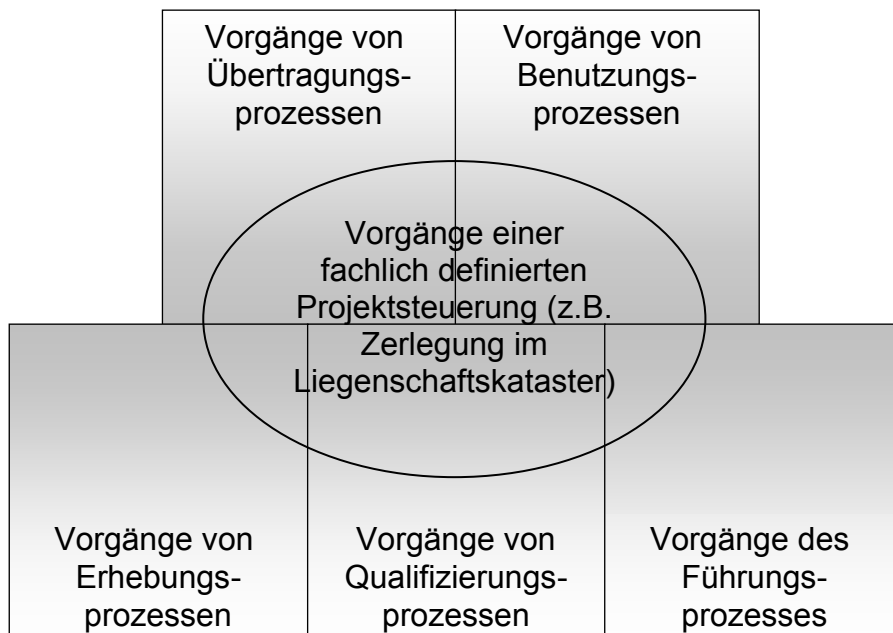 Vorgänge von
Übertragungs-
prozessen
Vorgänge von
Benutzungs-
prozessen
Vorgänge einer
fachlich definierten
Projektsteuerung (z.B.
Zerlegung im
Liegenschaftskataster)
Vorgänge von
Erhebungs-
prozessen
Vorgänge von
Qualifizierungs-
prozessen
Vorgänge des
Führungs-
prozesses